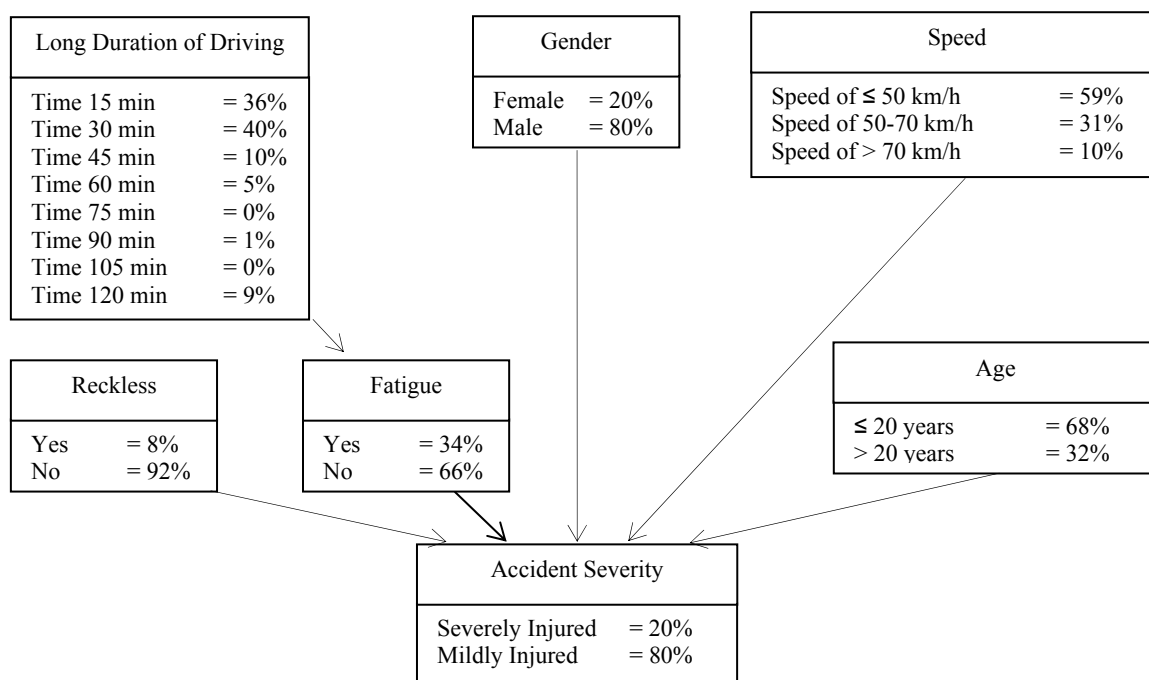 Long Duration of Driving
Time 15 min = 36%
Time 30 min = 40%
Time 45 min = 10%
Time 60 min = 5%
Time 75 min = 0%
Time 90 min = 1%
Time 105 min = 0%
Time 120 min = 9%
Gender
Female = 20%
Male = 80%
Speed
Speed of ≤ 50 km/h = 59%
Speed of 50-70 km/h = 31%
Speed of > 70 km/h = 10%
Reckless
Yes = 8%
No = 92%
Fatigue
Yes = 34%
No = 66%
Age
≤ 20 years = 68%
> 20 years = 32%
Accident Severity
Severely Injured = 20%
Mildly Injured = 80%